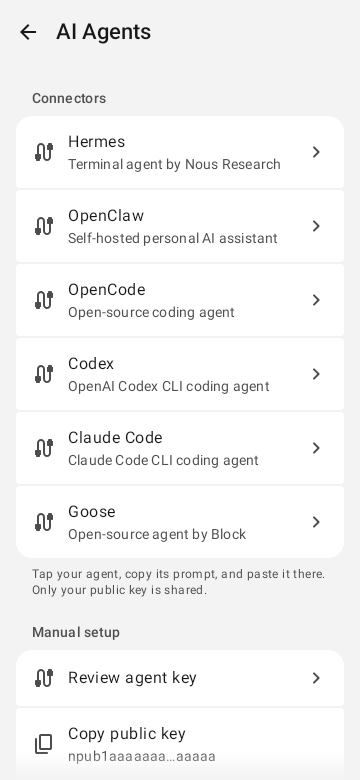 AI Agents
Connectors
Hermes
Terminal agent by Nous Research
OpenClaw
Self-hosted personal AI assistant
OpenCode
Open-source coding agent
Codex
OpenAI Codex CLI coding agent
Claude Code
Claude Code CLI coding agent
Goose
Open-source agent by Block
Tap your agent, copy its prompt, and paste it there.
Only your public key is shared.
Manual setup
Review agent key
Copy public key
npub1aaaaaaa…aaaaa